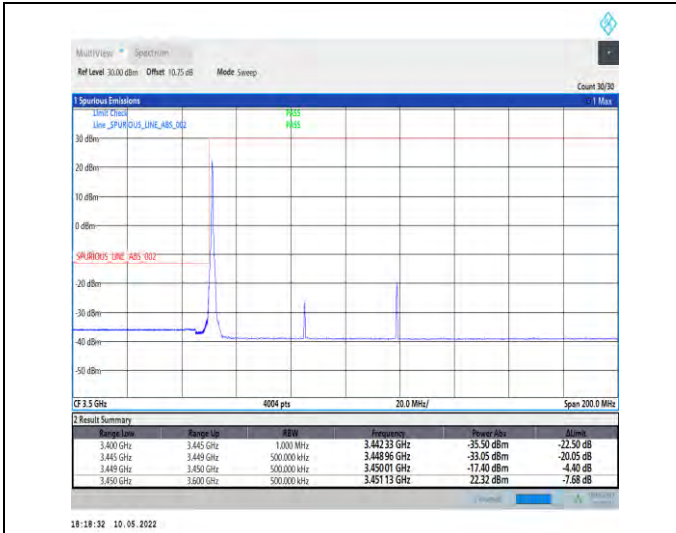 MultiView Spectrum
Ref Level 30.00 dBm Offset 10.75 dB Mode Sweep
Count 30/30
1 Spurious Emissions 1 Max
Limit Check PASS
Line _SPURIOUS_LINE_ABS_002 PASS
30 dBm
20 dBm
10 dBm
0 dBm
SPURIOUS_LINE_ABS_002
-20 dBm
-30 dBm
-40 dBm
-50 dBm
CF 3.5 GHz 4004 pts 20.0 MHz/ Span 200.0 MHz
2 Result Summary
Range Low Range Up RBW Frequency Power Abs ΔLimit
3.400 GHz 3.445 GHz 1.000 MHz 3.442 33 GHz -35.50 dBm -22.50 dB
3.445 GHz 3.449 GHz 500.000 kHz 3.448 96 GHz -33.05 dBm -20.05 dB
3.449 GHz 3.450 GHz 500.000 kHz 3.450 01 GHz -17.40 dBm -4.40 dB
3.450 GHz 3.600 GHz 500.000 kHz 3.451 13 GHz 22.32 dBm -7.68 dB
18:18:32 10.05.2022